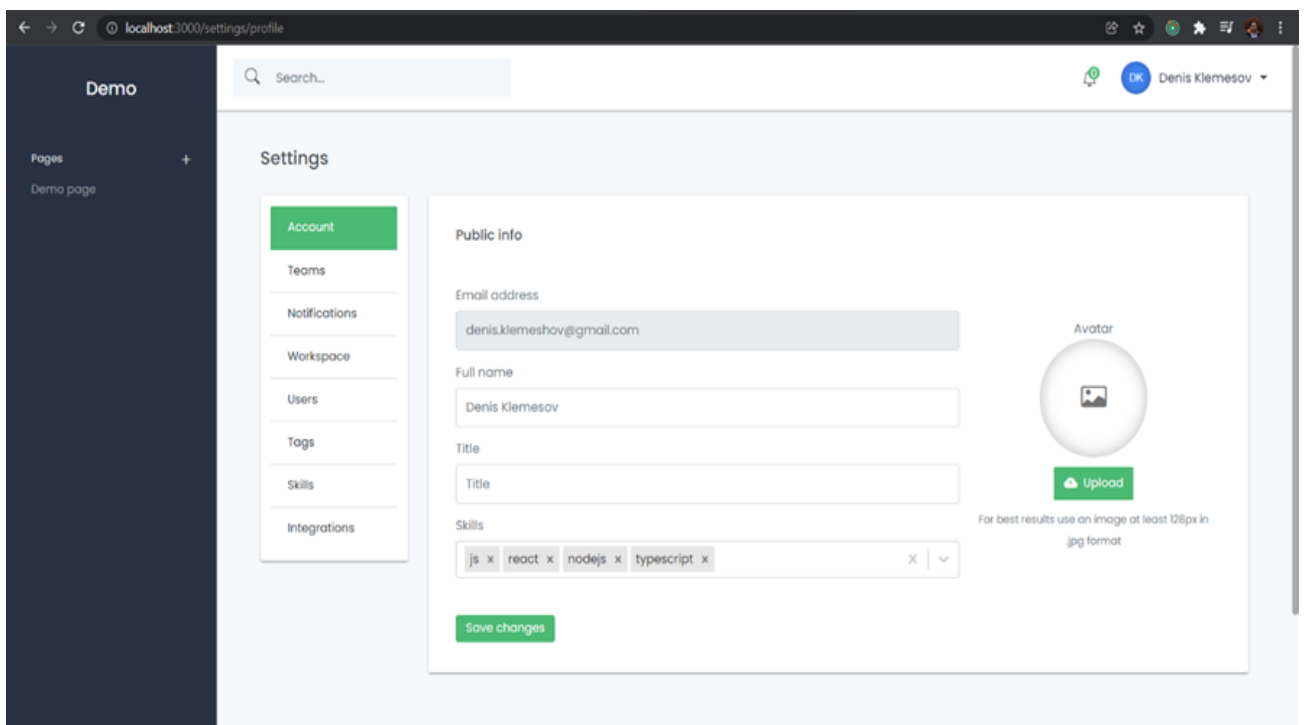 localhost:3000/settings/profile
Demo
Search...
0
DK
Denis Klemesov
Pages +
Demo page
Settings
Account
Teams
Notifications
Workspace
Users
Tags
Skills
Integrations
Public info
Email address
denis.klemeshov@gmail.com
Full name
Denis Klemesov
Title
Title
Skills
js x react x nodejs x typescript x
Save changes
Avatar
Upload
For best results use an image at least 128px in
.jpg format